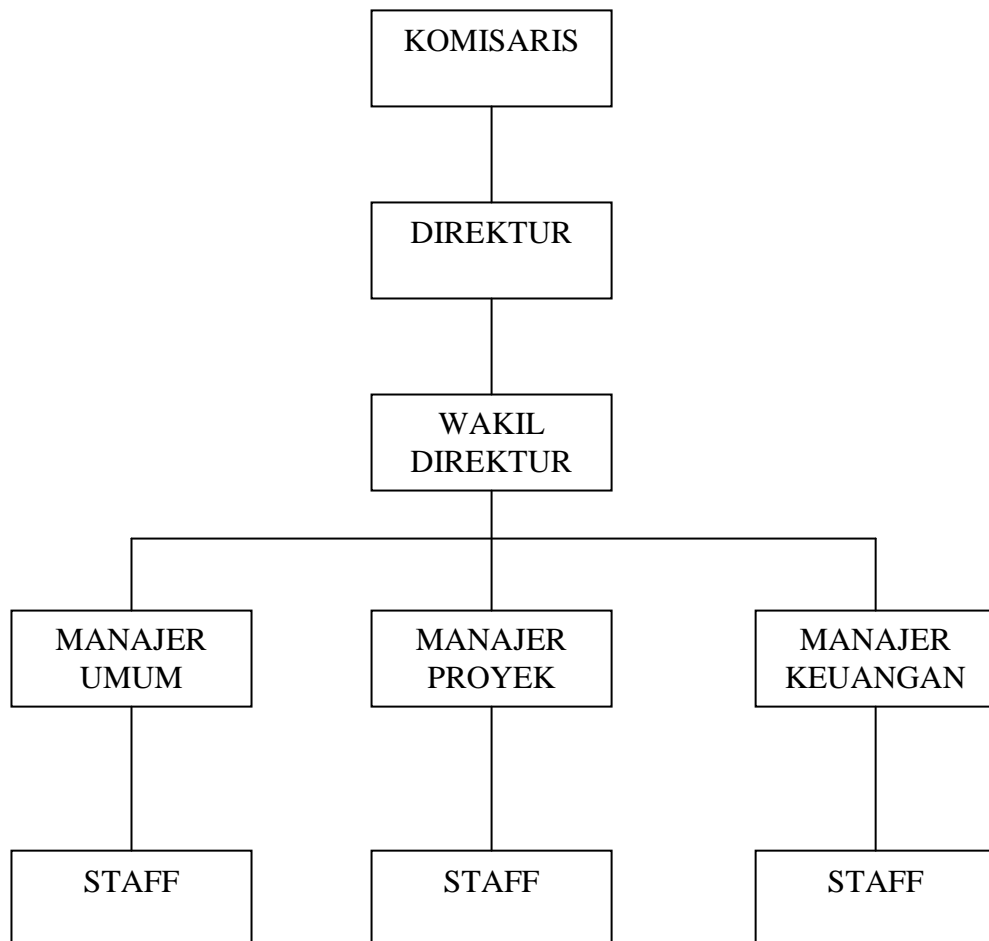 KOMISARIS
DIREKTUR
WAKIL
DIREKTUR
MANAJER
UMUM
MANAJER
PROYEK
MANAJER
KEUANGAN
STAFF
STAFF
STAFF